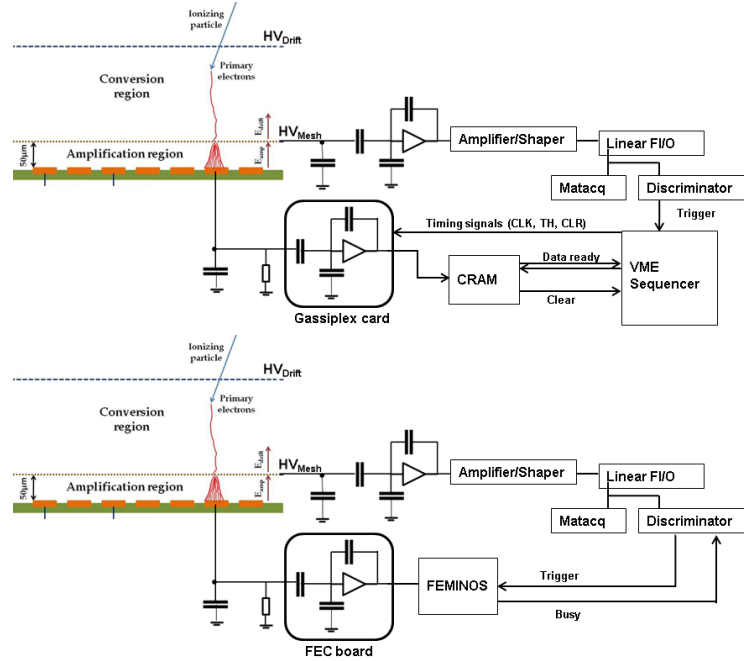 Ionizing
particle
HV_Drift
Primary
electrons
Conversion
region
E_drift
HV_Mesh
50µm
Amplification region
E_amp
Amplifier/Shaper
Linear FI/O
Matacq
Discriminator
Trigger
Timing signals (CLK, TH, CLR)
Data ready
CRAM
VME
Sequencer
Clear
Gassiplex card
Ionizing
particle
HV_Drift
Primary
electrons
Conversion
region
E_drift
HV_Mesh
50µm
Amplification region
E_amp
Amplifier/Shaper
Linear FI/O
Matacq
Discriminator
Trigger
FEMINOS
Busy
FEC board